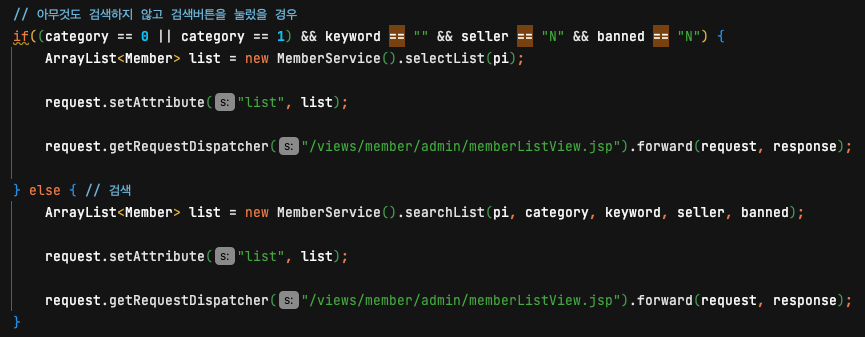 // 아무것도 검색하지 않고 검색버튼을 눌렀을 경우
if((category == 0 || category == 1) && keyword == "" && seller == "N" && banned == "N") {
ArrayList<Member> list = new MemberService().selectList(pi);
request.setAttribute( s: "list", list);
request.getRequestDispatcher( s: "/views/member/admin/memberListView.jsp").forward(request, response);
} else { // 검색
ArrayList<Member> list = new MemberService().searchList(pi, category, keyword, seller, banned);
request.setAttribute( s: "list", list);
request.getRequestDispatcher( s: "/views/member/admin/memberListView.jsp").forward(request, response);
}